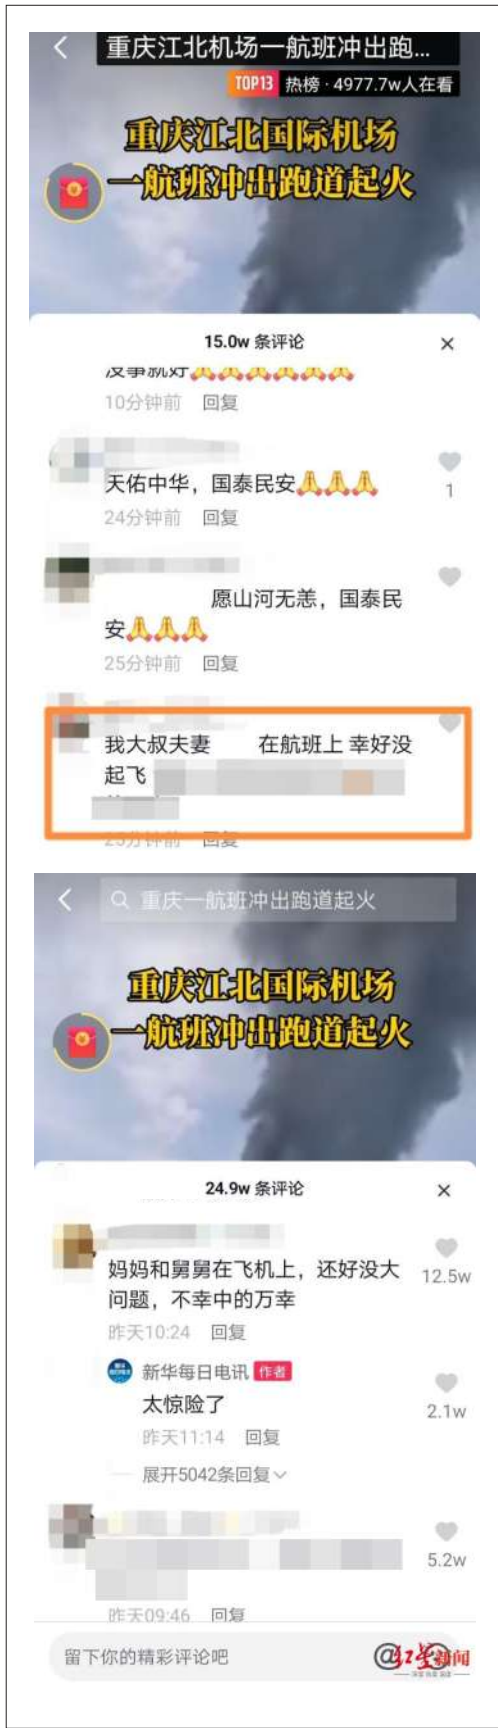 重庆江北机场一航班冲出跑...
TOP13 热榜 · 4977.7w人在看
重庆江北国际机场
一航班冲出跑道起火
15.0w 条评论 ×
没事就好🙏🙏🙏🙏🙏🙏
10分钟前 回复
天佑中华，国泰民安🙏🙏🙏
1
24分钟前 回复
愿山河无恙，国泰民
安🙏🙏🙏
25分钟前 回复
我大叔夫妻 在航班上 幸好没
起飞
25分钟前 回复
重庆一航班冲出跑道起火
重庆江北国际机场
一航班冲出跑道起火
24.9w 条评论 ×
妈妈和舅舅在飞机上，还好没大
问题，不幸中的万幸
12.5w
昨天10:24 回复
新华每日电讯 作者
太惊险了
2.1w
昨天11:14 回复
展开5042条回复
5.2w
昨天09:46 回复
留下你的精彩评论吧
@红星新闻